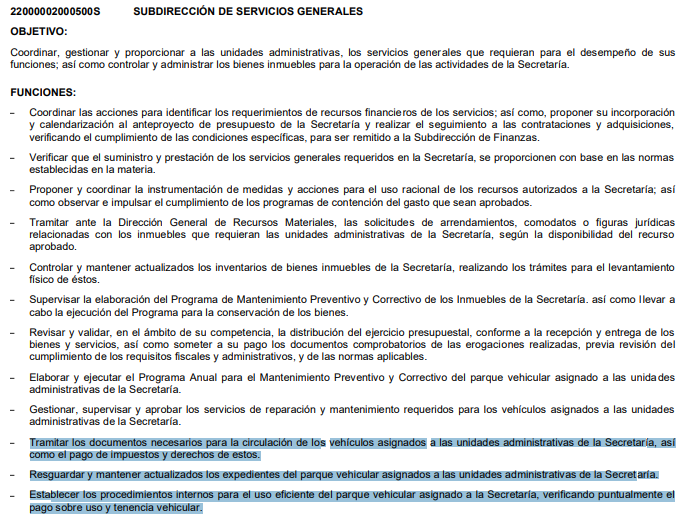 22000002000500S SUBDIRECCIÓN DE SERVICIOS GENERALES
OBJETIVO:
Coordinar, gestionar y proporcionar a las unidades administrativas, los servicios generales que requieran para el desempeño de sus
funciones; así como controlar y administrar los bienes inmuebles para la operación de las actividades de la Secretaría.
FUNCIONES:
– Coordinar las acciones para identificar los requerimientos de recursos financieros de los servicios; así como, proponer su incorporación
y calendarización al anteproyecto de presupuesto de la Secretaría y realizar el seguimiento a las contrataciones y adquisiciones,
verificando el cumplimiento de las condiciones específicas, para ser remitido a la Subdirección de Finanzas.
– Verificar que el suministro y prestación de los servicios generales requeridos en la Secretaría, se proporcionen con base en las normas
establecidas en la materia.
– Proponer y coordinar la instrumentación de medidas y acciones para el uso racional de los recursos autorizados a la Secretaría; así
como observar e impulsar el cumplimiento de los programas de contención del gasto que sean aprobados.
– Tramitar ante la Dirección General de Recursos Materiales, las solicitudes de arrendamientos, comodatos o figuras jurídicas
relacionadas con los inmuebles que requieran las unidades administrativas de la Secretaría, según la disponibilidad del recurso
aprobado.
– Controlar y mantener actualizados los inventarios de bienes inmuebles de la Secretaría, realizando los trámites para el levantamiento
físico de éstos.
– Supervisar la elaboración del Programa de Mantenimiento Preventivo y Correctivo de los Inmuebles de la Secretaría. así como llevar a
cabo la ejecución del Programa para la conservación de los bienes.
– Revisar y validar, en el ámbito de su competencia, la distribución del ejercicio presupuestal, conforme a la recepción y entrega de los
bienes y servicios, así como someter a su pago los documentos comprobatorios de las erogaciones realizadas, previa revisión del
cumplimiento de los requisitos fiscales y administrativos, y de las normas aplicables.
– Elaborar y ejecutar el Programa Anual para el Mantenimiento Preventivo y Correctivo del parque vehicular asignado a las unidades
administrativas de la Secretaría.
– Gestionar, supervisar y aprobar los servicios de reparación y mantenimiento requeridos para los vehículos asignados a las unidades
administrativas de la Secretaría.
– Tramitar los documentos necesarios para la circulación de los vehículos asignados a las unidades administrativas de la Secretaría, así
como el pago de impuestos y derechos de estos.
– Resguardar y mantener actualizados los expedientes del parque vehicular asignados a las unidades administrativas de la Secretaría.
– Establecer los procedimientos internos para el uso eficiente del parque vehicular asignado a la Secretaría, verificando puntualmente el
pago sobre uso y tenencia vehicular.